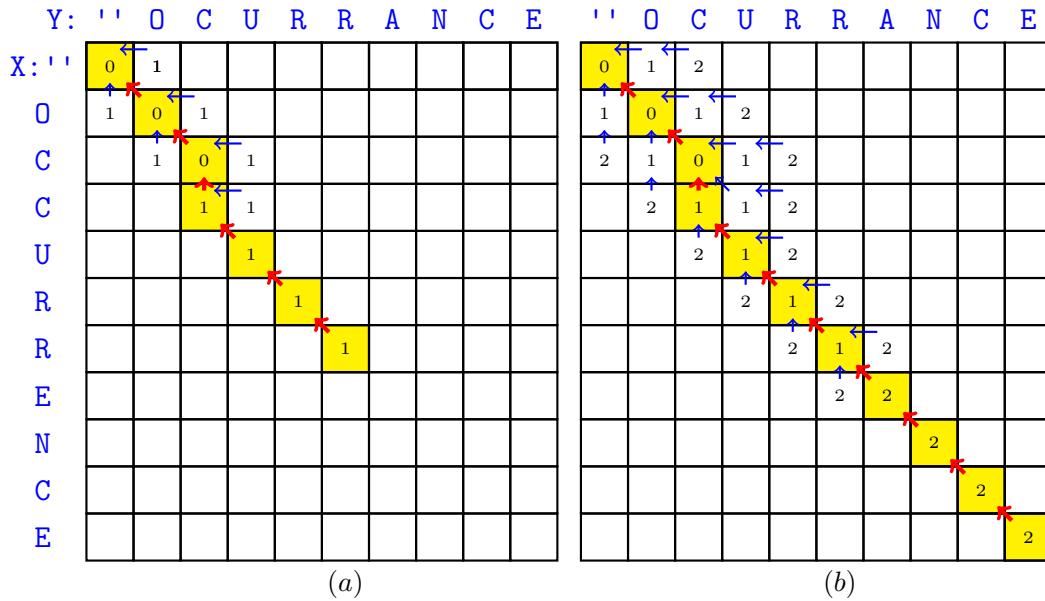 Y: '' O C U R R A N C E '' O C U R R A N C E
X:'' 0 1 0 1 2
O 1 0 1 1 0 1 2
C 1 0 1 2 1 0 1 2
C 1 1 2 1 1 2
U 1 2 1 2
R 1 2 1 2
R 1 2 1 2
E 2 2
N 2
C 2
E 2
(a) (b)